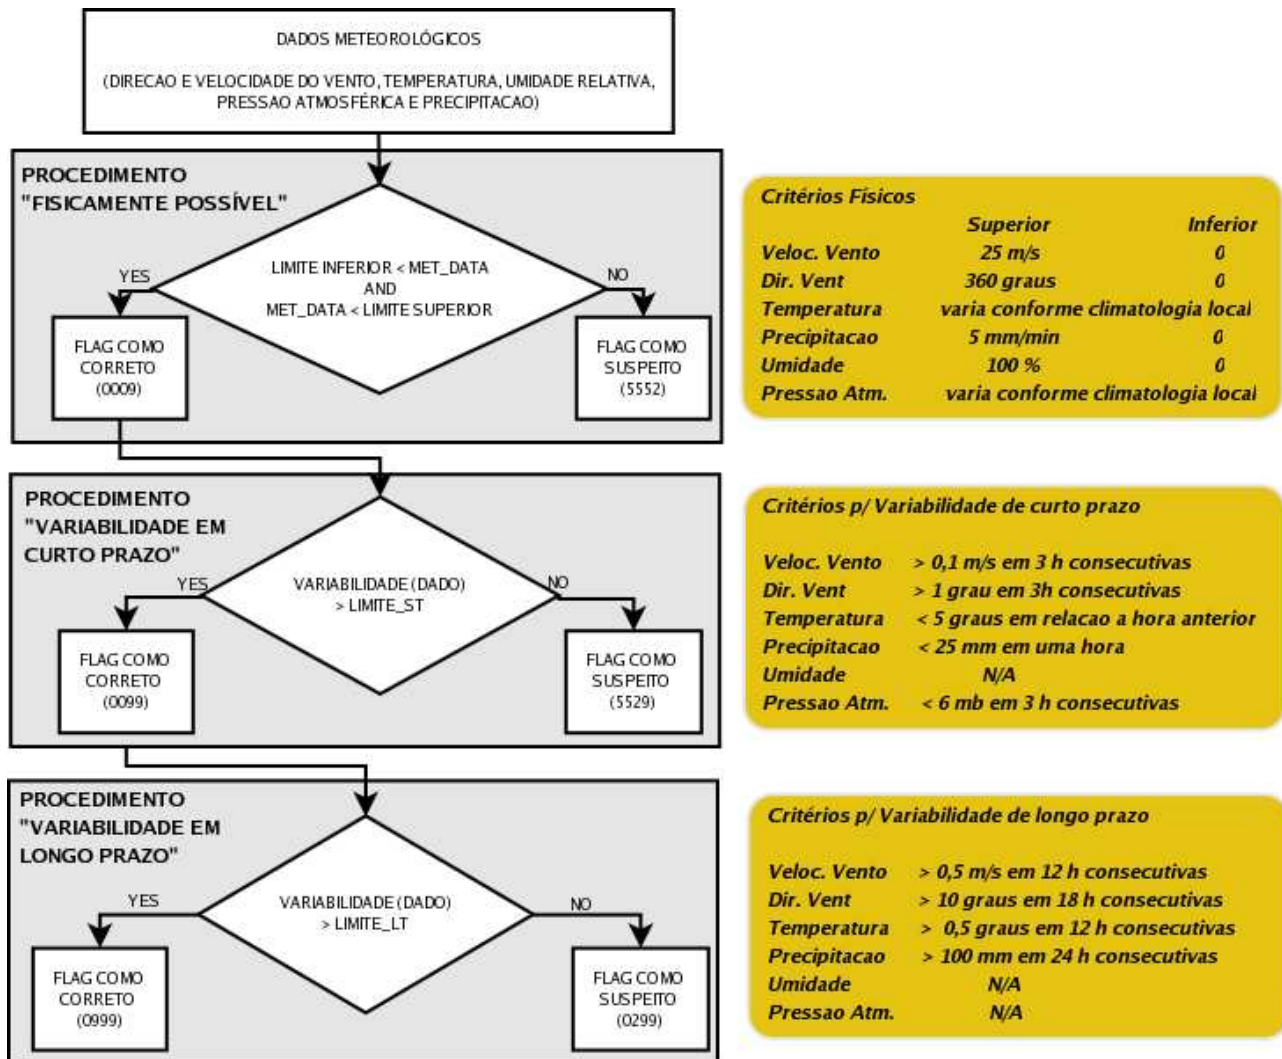 DADOS METEOROLÓGICOS
(DIRECAO E VELOCIDADE DO VENTO, TEMPERATURA, UMIDADE RELATIVA,
PRESSAO ATMOSFÉRICA E PRECIPITACAO)
PROCEDIMENTO
"FISICAMENTE POSSÍVEL"
LIMITE INFERIOR < MET_DATA
AND
MET_DATA < LIMITE SUPERIOR
YES
NO
FLAG COMO
CORRETO
(0009)
FLAG COMO
SUSPEITO
(5552)
Critérios Físicos
Superior Inferior
Veloc. Vento 25 m/s 0
Dir. Vent 360 graus 0
Temperatura varia conforme climatologia local
Precipitacao 5 mm/min 0
Umidade 100 % 0
Pressao Atm. varia conforme climatologia local
PROCEDIMENTO
"VARIABILIDADE EM
CURTO PRAZO"
VARIABILIDADE (DADO)
> LIMITE_ST
YES
NO
FLAG COMO
CORRETO
(0099)
FLAG COMO
SUSPEITO
(5529)
Critérios p/ Variabilidade de curto prazo
Veloc. Vento > 0,1 m/s em 3 h consecutivas
Dir. Vent > 1 grau em 3h consecutivas
Temperatura < 5 graus em relacao a hora anterior
Precipitacao < 25 mm em uma hora
Umidade N/A
Pressao Atm. < 6 mb em 3 h consecutivas
PROCEDIMENTO
"VARIABILIDADE EM
LONGO PRAZO"
VARIABILIDADE (DADO)
> LIMITE_LT
YES
NO
FLAG COMO
CORRETO
(0999)
FLAG COMO
SUSPEITO
(0299)
Critérios p/ Variabilidade de longo prazo
Veloc. Vento > 0,5 m/s em 12 h consecutivas
Dir. Vent > 10 graus em 18 h consecutivas
Temperatura > 0,5 graus em 12 h consecutivas
Precipitacao > 100 mm em 24 h consecutivas
Umidade N/A
Pressao Atm. N/A